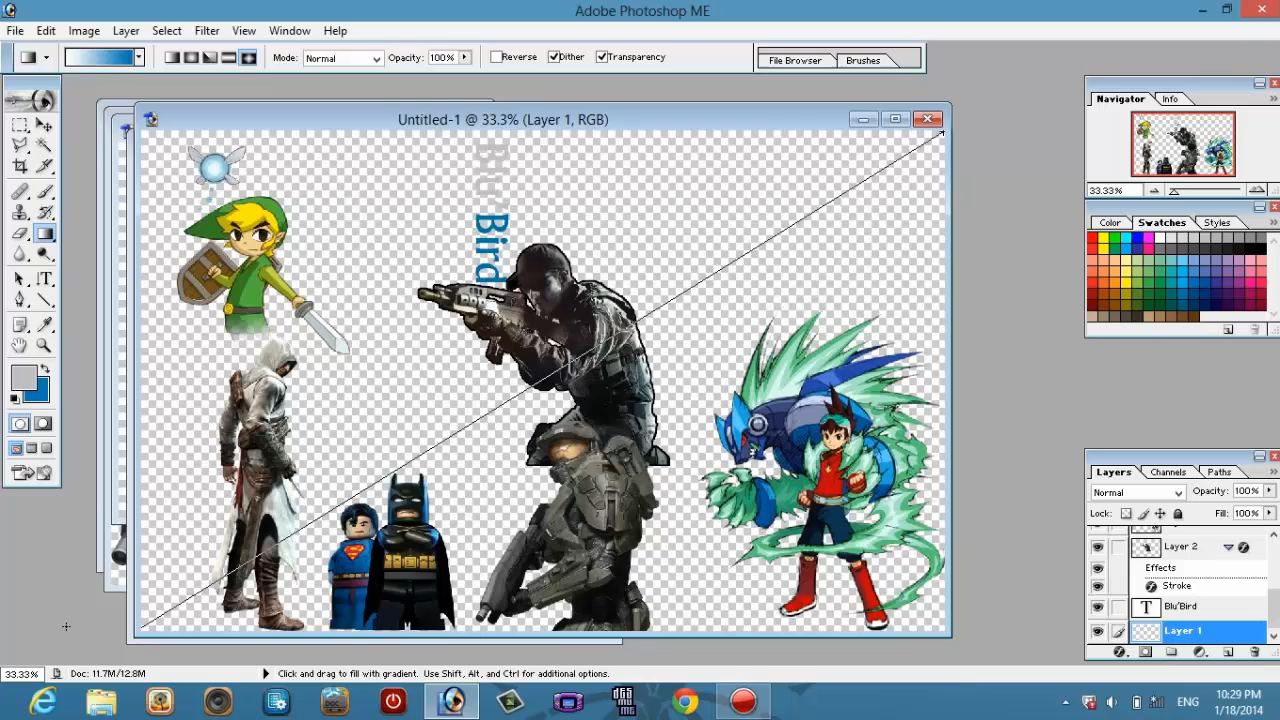 Adobe Photoshop ME
File Edit Image Layer Select Filter View Window Help
Mode: Normal Opacity: 100% Reverse Dither Transparency File Browser Brushes
Untitled-1 @ 33.3% (Layer 1, RGB)
Bird
Navigator Info
33.33%
Color Swatches Styles
Layers Channels Paths
Normal Opacity: 100%
Lock: Fill: 100%
Layer 2
Effects
Stroke
T Blu'Bird
Layer 1
33.33% Doc: 11.7M/12.8M Click and drag to fill with gradient. Use Shift, Alt, and Ctrl for additional options.
ENG
10:29 PM
1/18/2014